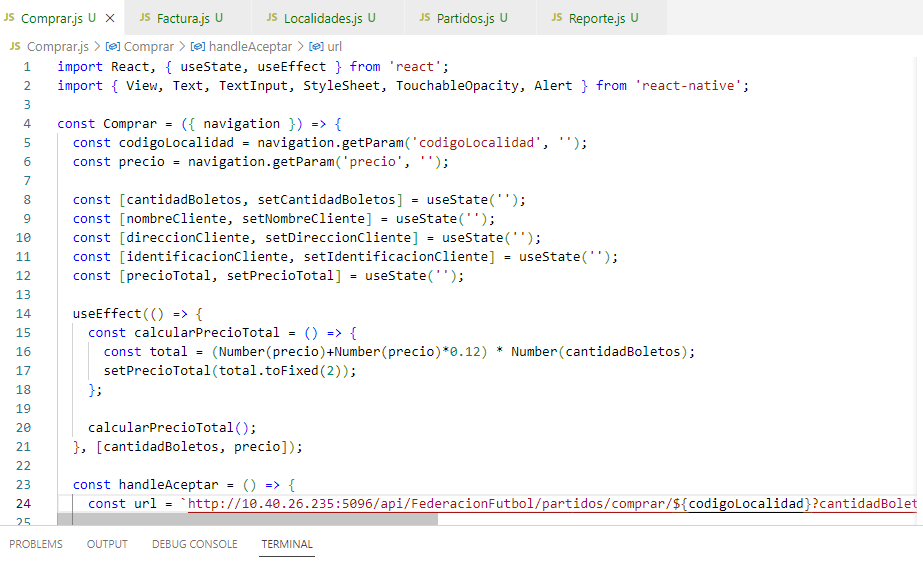 JS Comprar.js U ×   JS Factura.js U   JS Localidades.js U   JS Partidos.js U   JS Reporte.js U
JS Comprar.js > Comprar > handleAceptar > url
1 import React, { useState, useEffect } from 'react';
2 import { View, Text, TextInput, StyleSheet, TouchableOpacity, Alert } from 'react-native';
3
4 const Comprar = ({ navigation }) => {
5   const codigoLocalidad = navigation.getParam('codigoLocalidad', '');
6   const precio = navigation.getParam('precio', '');
7
8   const [cantidadBoletos, setCantidadBoletos] = useState('');
9   const [nombreCliente, setNombreCliente] = useState('');
10   const [direccionCliente, setDireccionCliente] = useState('');
11   const [identificacionCliente, setIdentificacionCliente] = useState('');
12   const [precioTotal, setPrecioTotal] = useState('');
13
14   useEffect(() => {
15     const calcularPrecioTotal = () => {
16       const total = (Number(precio)+Number(precio)*0.12) * Number(cantidadBoletos);
17       setPrecioTotal(total.toFixed(2));
18     };
19
20     calcularPrecioTotal();
21   }, [cantidadBoletos, precio]);
22
23   const handleAceptar = () => {
24     const url = `http://10.40.26.235:5096/api/FederacionFutbol/partidos/comprar/${codigoLocalidad}?cantidadBolet
25
PROBLEMS   OUTPUT   DEBUG CONSOLE   TERMINAL